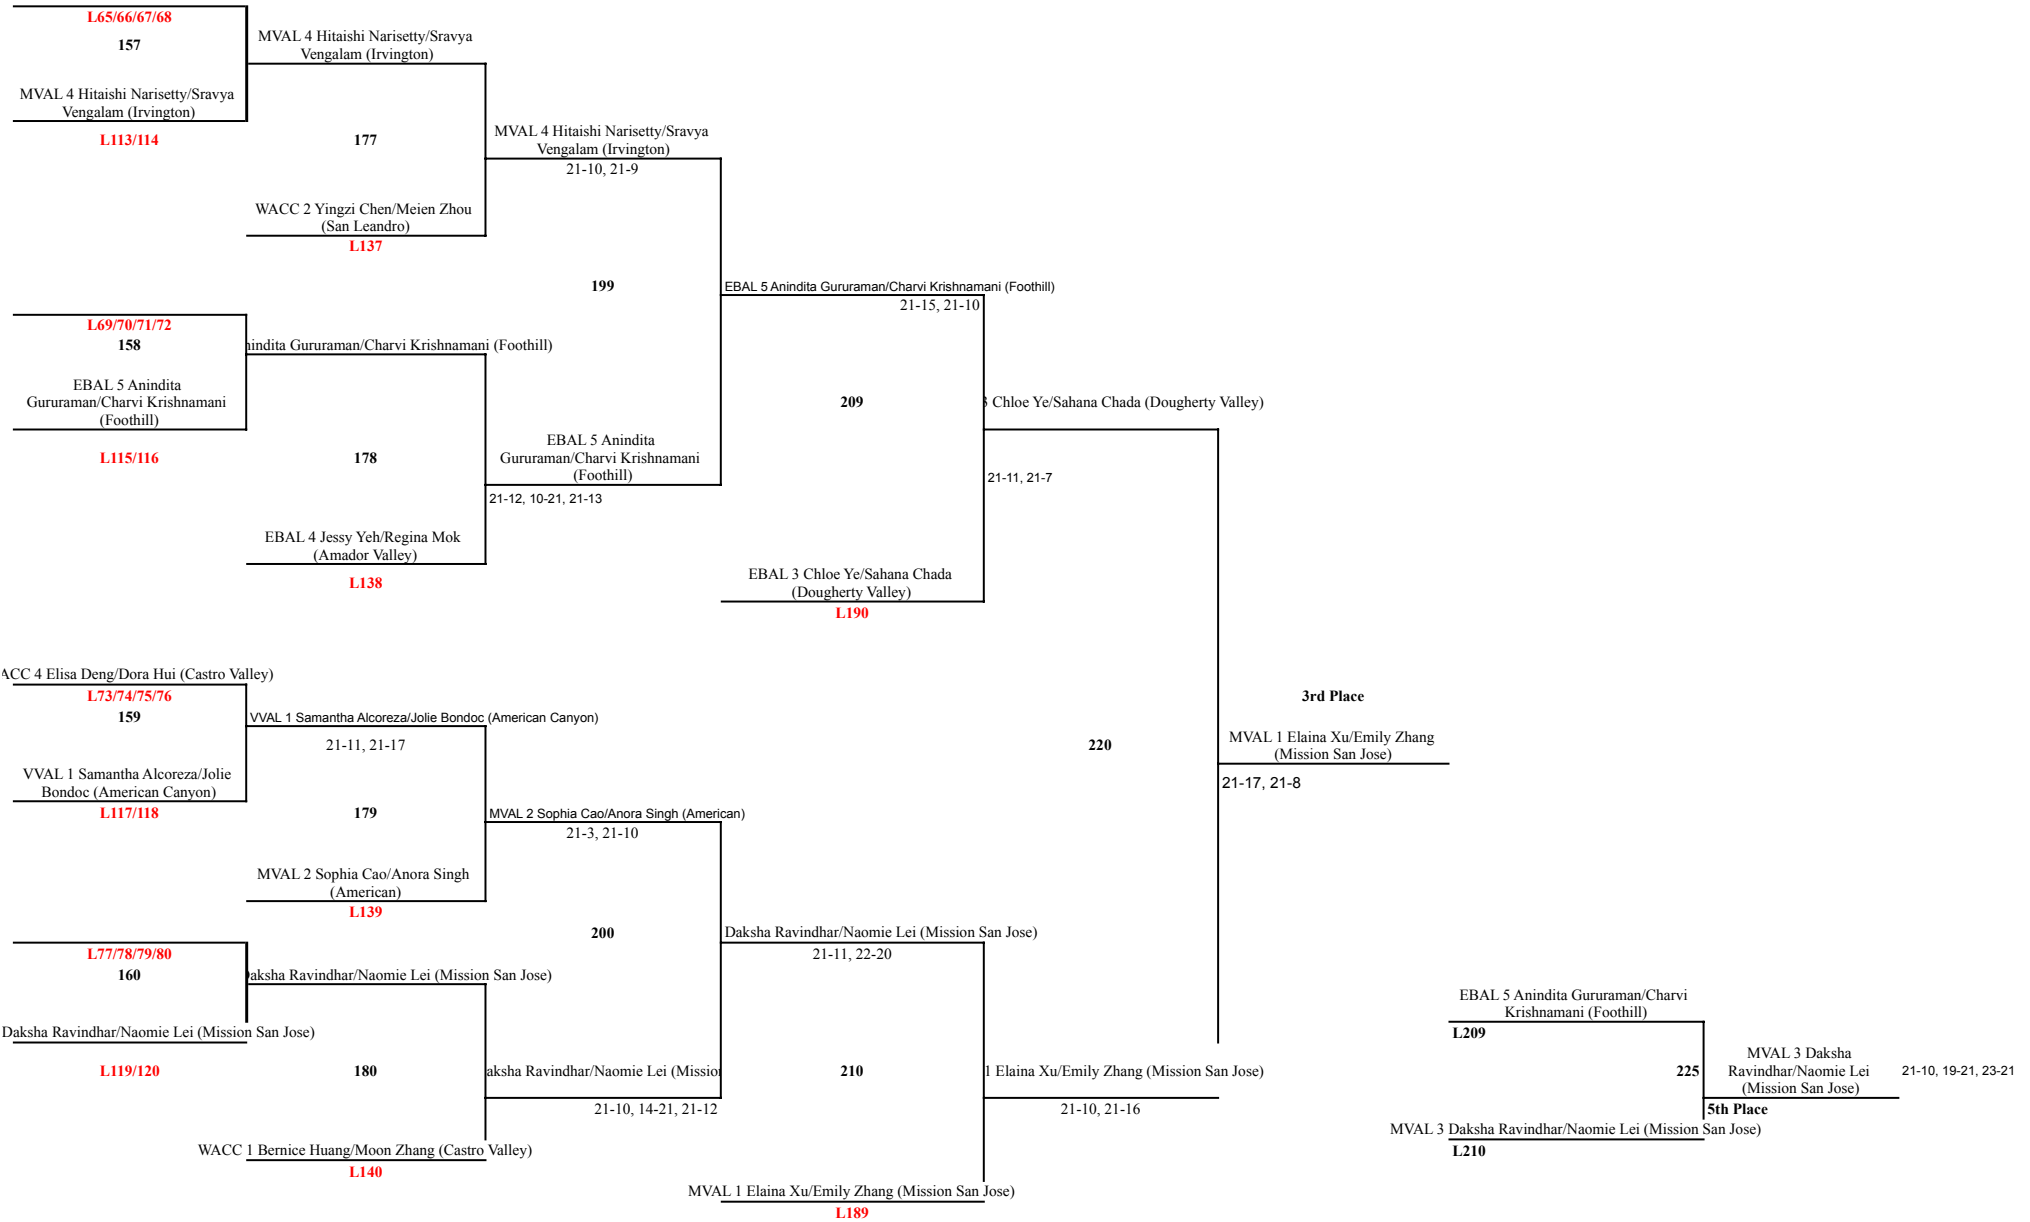 L65/66/67/68
157
MVAL 4 Hitaishi Narisetty/Sravya
Vengalam (Irvington)
MVAL 4 Hitaishi Narisetty/Sravya
Vengalam (Irvington)
L113/114
177
MVAL 4 Hitaishi Narisetty/Sravya
Vengalam (Irvington)
21-10, 21-9
WACC 2 Yingzi Chen/Meien Zhou
(San Leandro)
L137
199
EBAL 5 Anindita Gururaman/Charvi Krishnamani (Foothill)
21-15, 21-10
L69/70/71/72
158
nindita Gururaman/Charvi Krishnamani (Foothill)
EBAL 5 Anindita
Gururaman/Charvi Krishnamani
(Foothill)
209
3 Chloe Ye/Sahana Chada (Dougherty Valley)
L115/116
178
EBAL 5 Anindita
Gururaman/Charvi Krishnamani
(Foothill)
21-12, 10-21, 21-13
21-11, 21-7
EBAL 4 Jessy Yeh/Regina Mok
(Amador Valley)
L138
EBAL 3 Chloe Ye/Sahana Chada
(Dougherty Valley)
L190
ACC 4 Elisa Deng/Dora Hui (Castro Valley)
L73/74/75/76
159
VVAL 1 Samantha Alcoreza/Jolie Bondoc (American Canyon)
21-11, 21-17
3rd Place
220
MVAL 1 Elaina Xu/Emily Zhang
(Mission San Jose)
21-17, 21-8
VVAL 1 Samantha Alcoreza/Jolie
Bondoc (American Canyon)
L117/118
179
MVAL 2 Sophia Cao/Anora Singh (American)
21-3, 21-10
MVAL 2 Sophia Cao/Anora Singh
(American)
L139
200
Daksha Ravindhar/Naomie Lei (Mission San Jose)
21-11, 22-20
L77/78/79/80
160
Daksha Ravindhar/Naomie Lei (Mission San Jose)
Daksha Ravindhar/Naomie Lei (Mission San Jose)
L119/120
180
aksha Ravindhar/Naomie Lei (Mission
21-10, 14-21, 21-12
210
1 Elaina Xu/Emily Zhang (Mission San Jose)
21-10, 21-16
WACC 1 Bernice Huang/Moon Zhang (Castro Valley)
L140
MVAL 1 Elaina Xu/Emily Zhang (Mission San Jose)
L189
EBAL 5 Anindita Gururaman/Charvi
Krishnamani (Foothill)
L209
225
MVAL 3 Daksha
Ravindhar/Naomie Lei
(Mission San Jose)
21-10, 19-21, 23-21
5th Place
MVAL 3 Daksha Ravindhar/Naomie Lei (Mission San Jose)
L210